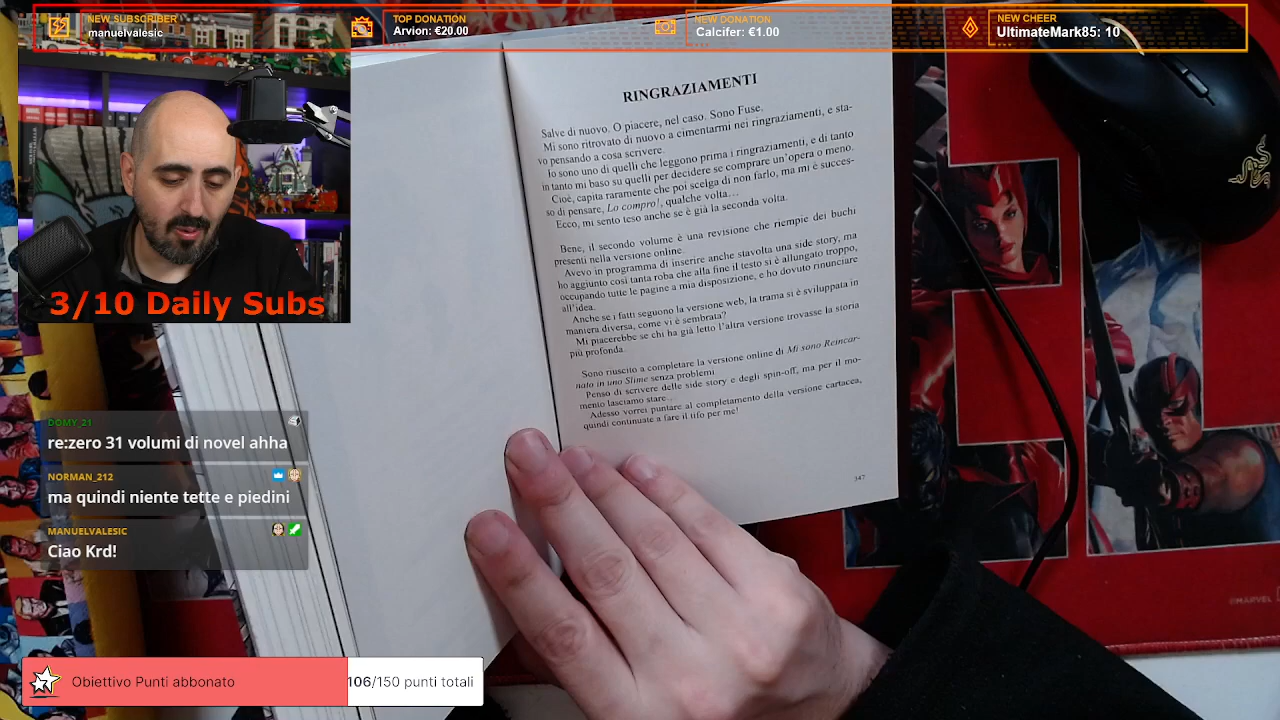 NEW SUBSCRIBER
manuelvalesic
TOP DONATION
Arvion: €20.00
NEW DONATION
Calcifer: €1.00
NEW CHEER
UltimateMark85: 10
RINGRAZIAMENTI
Salve di nuovo. O piacere, nel caso. Sono Fuse.
Mi sono ritrovato di nuovo a cimentarmi nei ringraziamenti, e sta-
vo pensando a cosa scrivere.
Io sono uno di quelli che leggono prima i ringraziamenti, e di tanto
in tanto mi baso su quelli per decidere se comprare un'opera o meno.
Cioè, capita raramente che poi scelga di non farlo, ma mi è succes-
so di pensare, Lo compro!, qualche volta...
Ecco, mi sento teso anche se è già la seconda volta.
Bene, il secondo volume è una revisione che riempie dei buchi
presenti nella versione online.
Avevo in programma di inserire anche stavolta una side story, ma
ho aggiunto così tanta roba che alla fine il testo si è allungato troppo,
occupando tutte le pagine a mia disposizione, e ho dovuto rinunciare
all'idea.
Anche se i fatti seguono la versione web, la trama si è sviluppata in
maniera diversa, come vi è sembrata?
Mi piacerebbe se chi ha già letto l'altra versione trovasse la storia
più profonda.
Sono riuscito a completare la versione online di Mi sono Reincar-
nato in uno Slime senza problemi.
Penso di scrivere delle side story e degli spin-off, ma per il mo-
mento lasciamo stare...
Adesso vorrei puntare al completamento della versione cartacea,
quindi continuate a fare il tifo per me!
347
3/10 Daily Subs
DOMY_21
re:zero 31 volumi di novel ahha
NORMAN_212
ma quindi niente tette e piedini
MANUELVALESIC
Ciao Krd!
Obiettivo Punti abbonato
106/150 punti totali
MARVEL